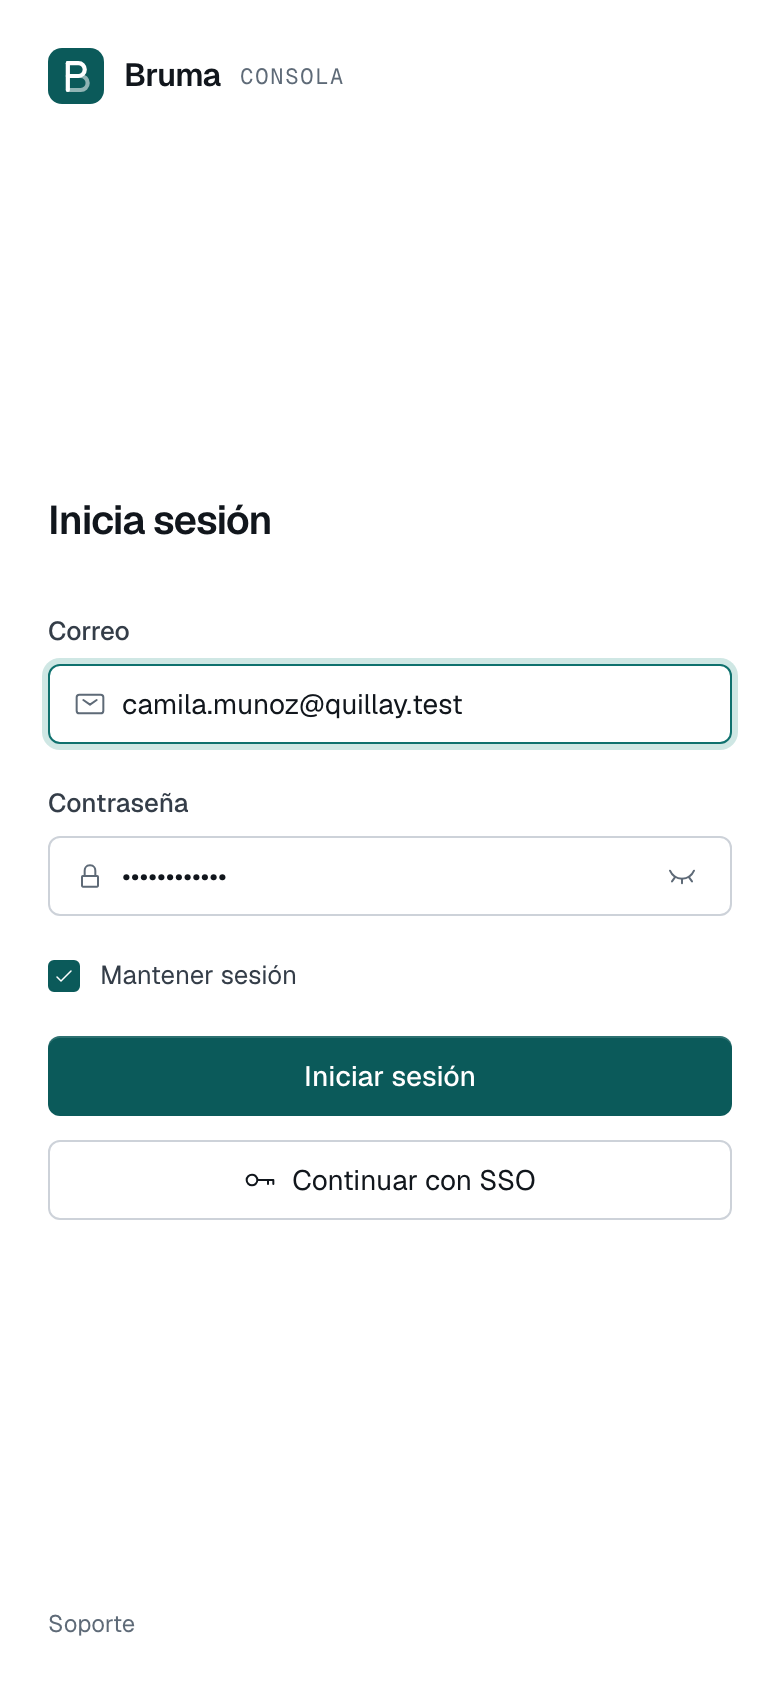 B Bruma CONSOLA
Inicia sesión
Correo
camila.munoz@quillay.test
Contraseña
••••••••••••
Mantener sesión
Iniciar sesión
Continuar con SSO
Soporte